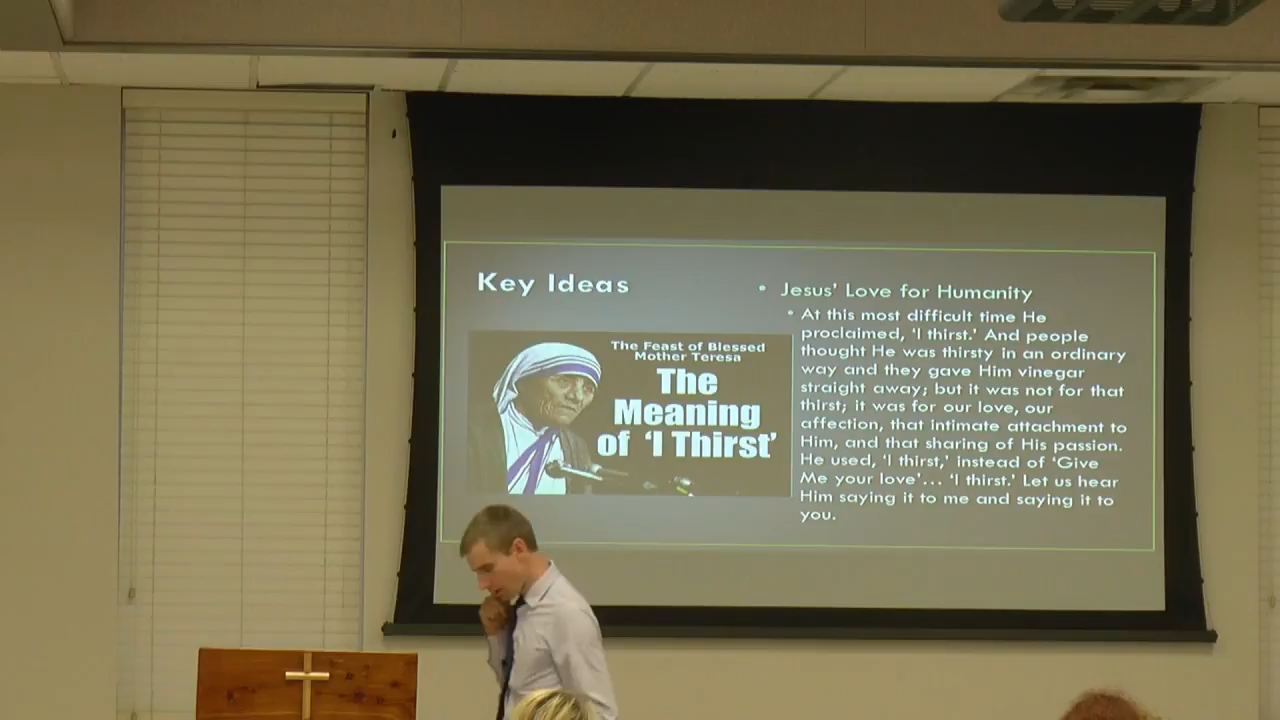 Key Ideas
The Feast of Blessed
Mother Teresa
The
Meaning
of 'I Thirst'
• Jesus' Love for Humanity
• At this most difficult time He
proclaimed, 'I thirst.' And people
thought He was thirsty in an ordinary
way and they gave Him vinegar
straight away; but it was not for that
thirst; it was for our love, our
affection, that intimate attachment to
Him, and that sharing of His passion.
He used, 'I thirst,' instead of 'Give
Me your love'... 'I thirst.' Let us hear
Him saying it to me and saying it to
you.